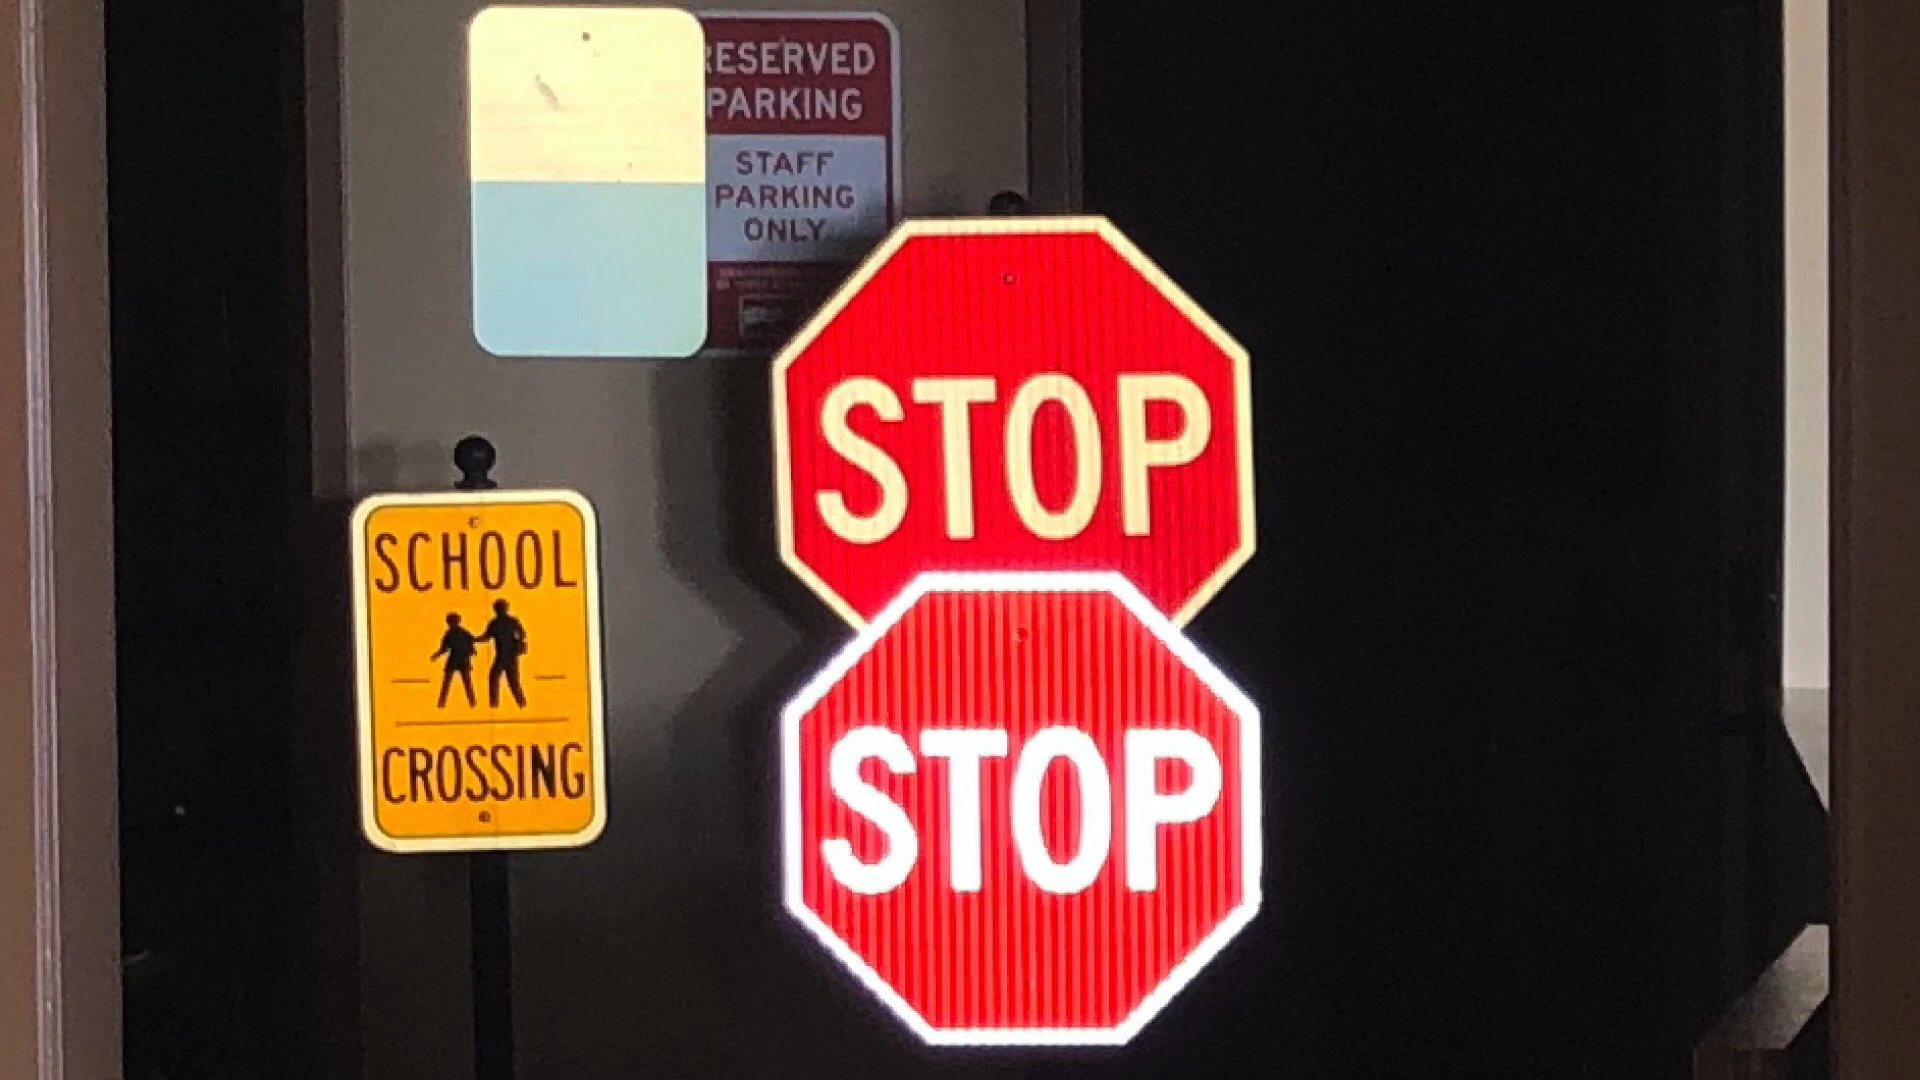 RESERVED
PARKING
STAFF
PARKING
ONLY
STOP
SCHOOL
CROSSING
STOP